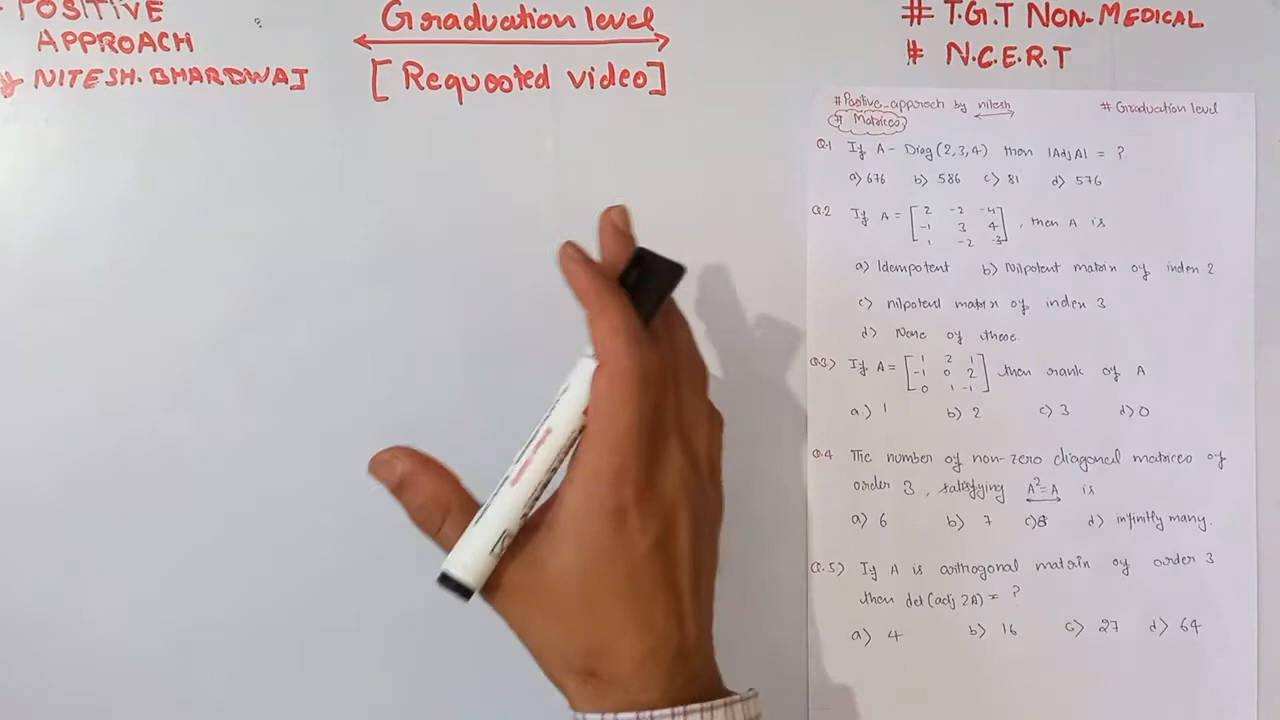 POSITIVE
APPROACH
NITESH.BHARDWAJ
Graduation level
[Requosted video]
# T.G.T NON-MEDICAL
# N.C.E.R.T
#Positive-approach by nitesh
# Graduation level
# Matrices.
Q.1 If A - Diag (2,3,4) then |AdjA| = ?
a) 676 b) 586 c) 81 d) 576
Q.2 If A = [ 2 -2 -4
-1 3 4
1 -2 -3 ] , then A is
a) Idempotent b) Nilpotent matrix of index 2
c) nilpotent matrix of index 3
d) None of these
Q.3) If A = [ 1 2 1
-1 0 2
0 1 -1 ] then rank of A
a.) 1 b) 2 c) 3 d) 0
Q.4 The number of non-zero diagonal matrices of
order 3, satisfying A²=A is
a) 6 b) 7 c) 8 d) infinitly many.
Q.5) If A is orthogonal matrix of order 3
then det (adj 2A) = ?
a) 4 b) 16 c) 27 d) 64